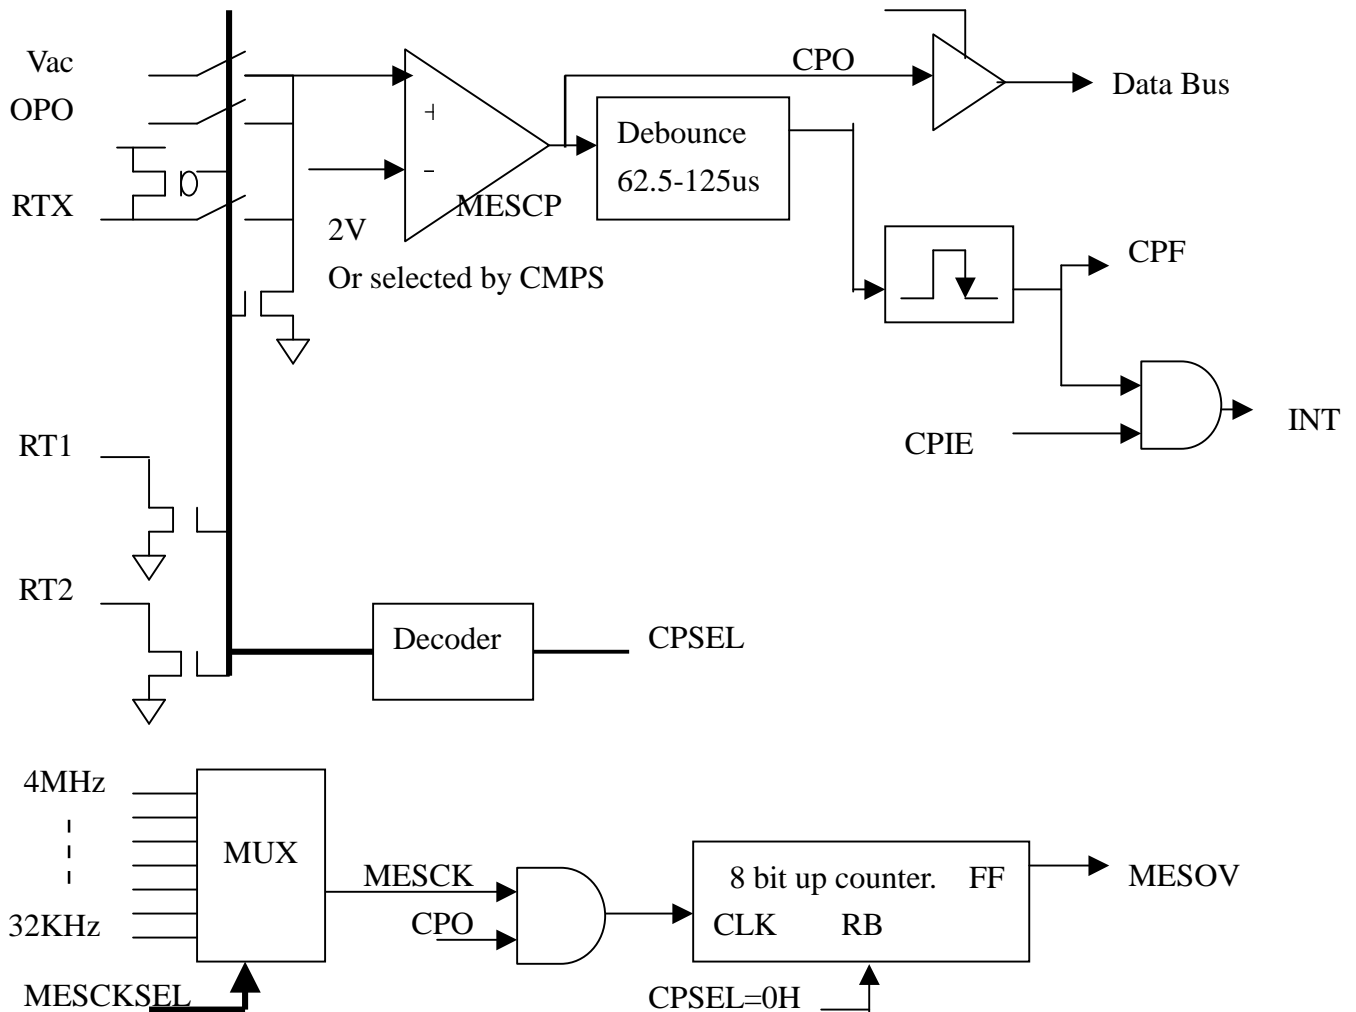 Vac
OPO
RTX
+
-
MESCP
2V
Or selected by CMPS
CPO
Data Bus
Debounce
62.5-125us
CPF
CPIE
INT
RT1
RT2
Decoder
CPSEL
4MHz
32KHz
MUX
MESCKSEL
MESCK
CPO
8 bit up counter. FF
CLK RB
MESOV
CPSEL=0H